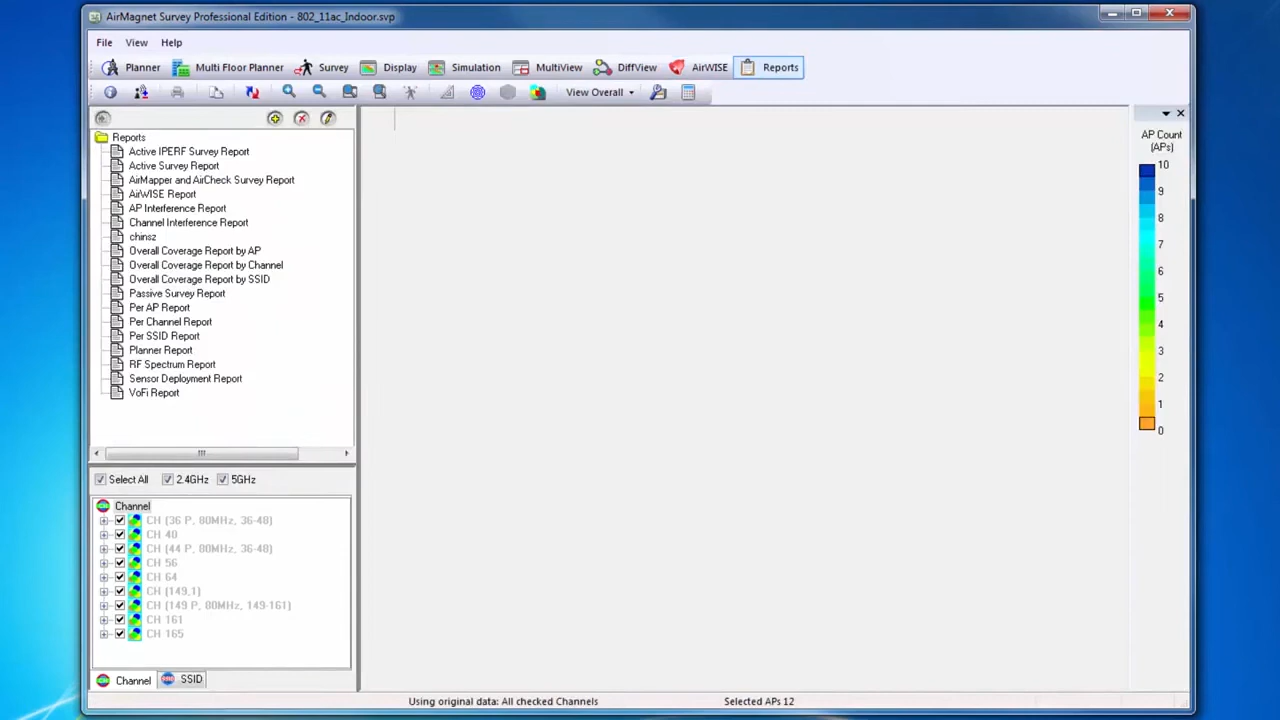 AirMagnet Survey Professional Edition - 802_11ac_Indoor.svp
File View Help
Planner Multi Floor Planner Survey Display Simulation MultiView DiffView AirWISE Reports
View Overall
Reports
Active IPERF Survey Report
Active Survey Report
AirMapper and AirCheck Survey Report
AirWISE Report
AP Interference Report
Channel Interference Report
chinsz
Overall Coverage Report by AP
Overall Coverage Report by Channel
Overall Coverage Report by SSID
Passive Survey Report
Per AP Report
Per Channel Report
Per SSID Report
Planner Report
RF Spectrum Report
Sensor Deployment Report
VoFi Report
Select All 2.4GHz 5GHz
Channel
CH (36 P, 80MHz, 36-48)
CH 40
CH (44 P, 80MHz, 36-48)
CH 56
CH 64
CH (149,1)
CH (149 P, 80MHz, 149-161)
CH 161
CH 165
Channel SSID
AP Count
(APs)
10
9
8
7
6
5
4
3
2
1
0
Using original data: All checked Channels Selected APs 12